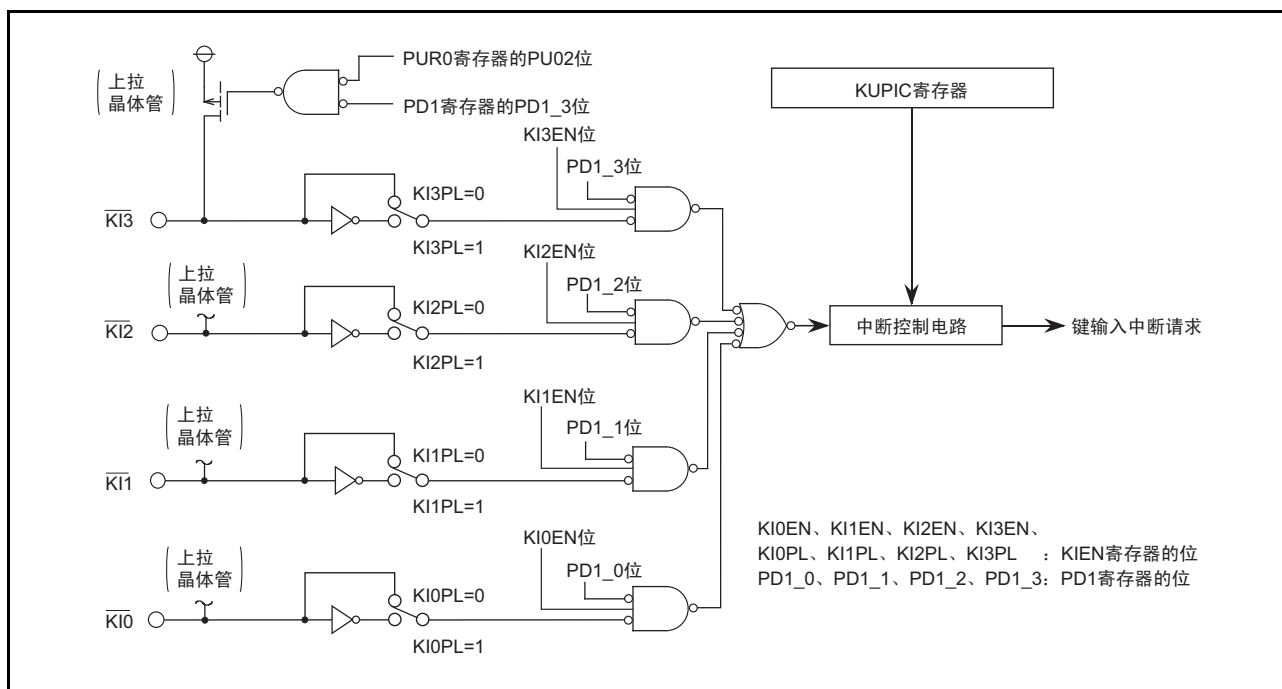 上拉
晶体管
PUR0寄存器的PU02位
PD1寄存器的PD1_3位
KUPIC寄存器
KI3EN位
PD1_3位
KI3PL=0
KI3
KI3PL=1
上拉
晶体管
KI2EN位
PD1_2位
KI2PL=0
KI2
KI2PL=1
中断控制电路
键输入中断请求
上拉
晶体管
KI1EN位
PD1_1位
KI1PL=0
KI1
KI1PL=1
上拉
晶体管
KI0EN位
PD1_0位
KI0PL=0
KI0
KI0PL=1
KI0EN、KI1EN、KI2EN、KI3EN、
KI0PL、KI1PL、KI2PL、KI3PL ：KIEN寄存器的位
PD1_0、PD1_1、PD1_2、PD1_3：PD1寄存器的位